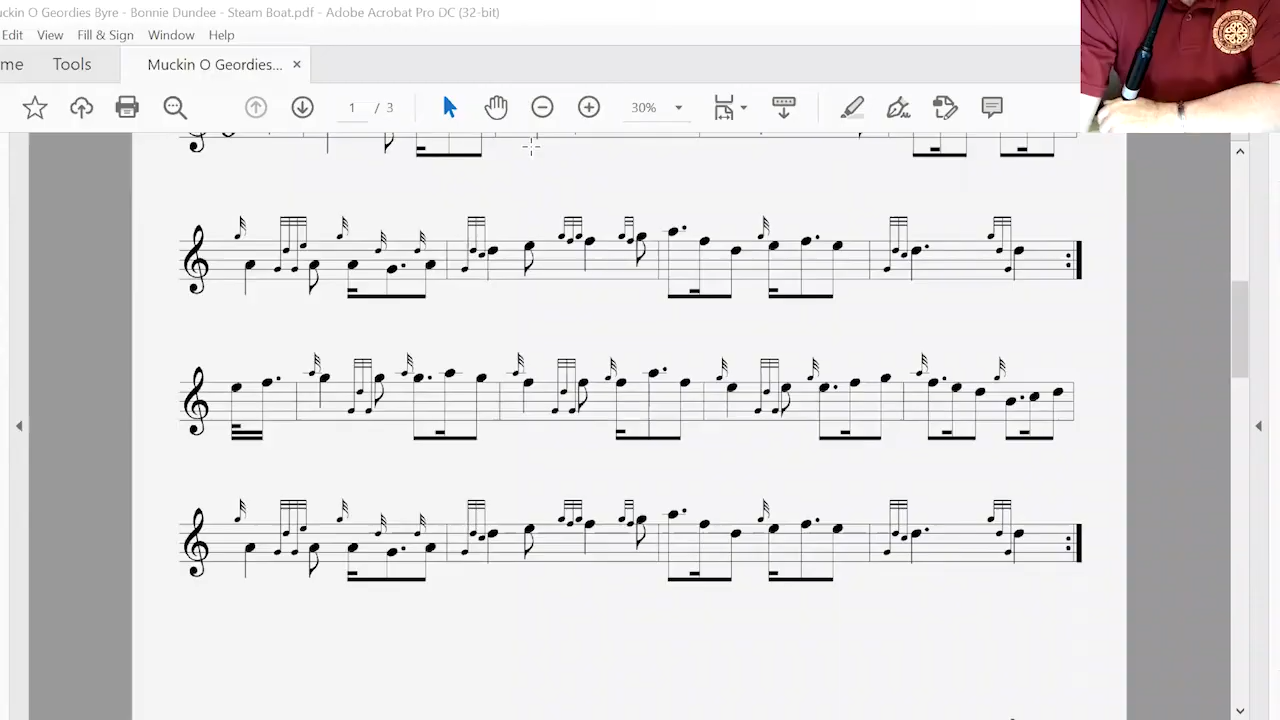 uckin O Geordies Byre - Bonnie Dundee - Steam Boat.pdf - Adobe Acrobat Pro DC (32-bit)
Edit View Fill & Sign Window Help
me Tools Muckin O Geordies... ×
1 / 3 30%